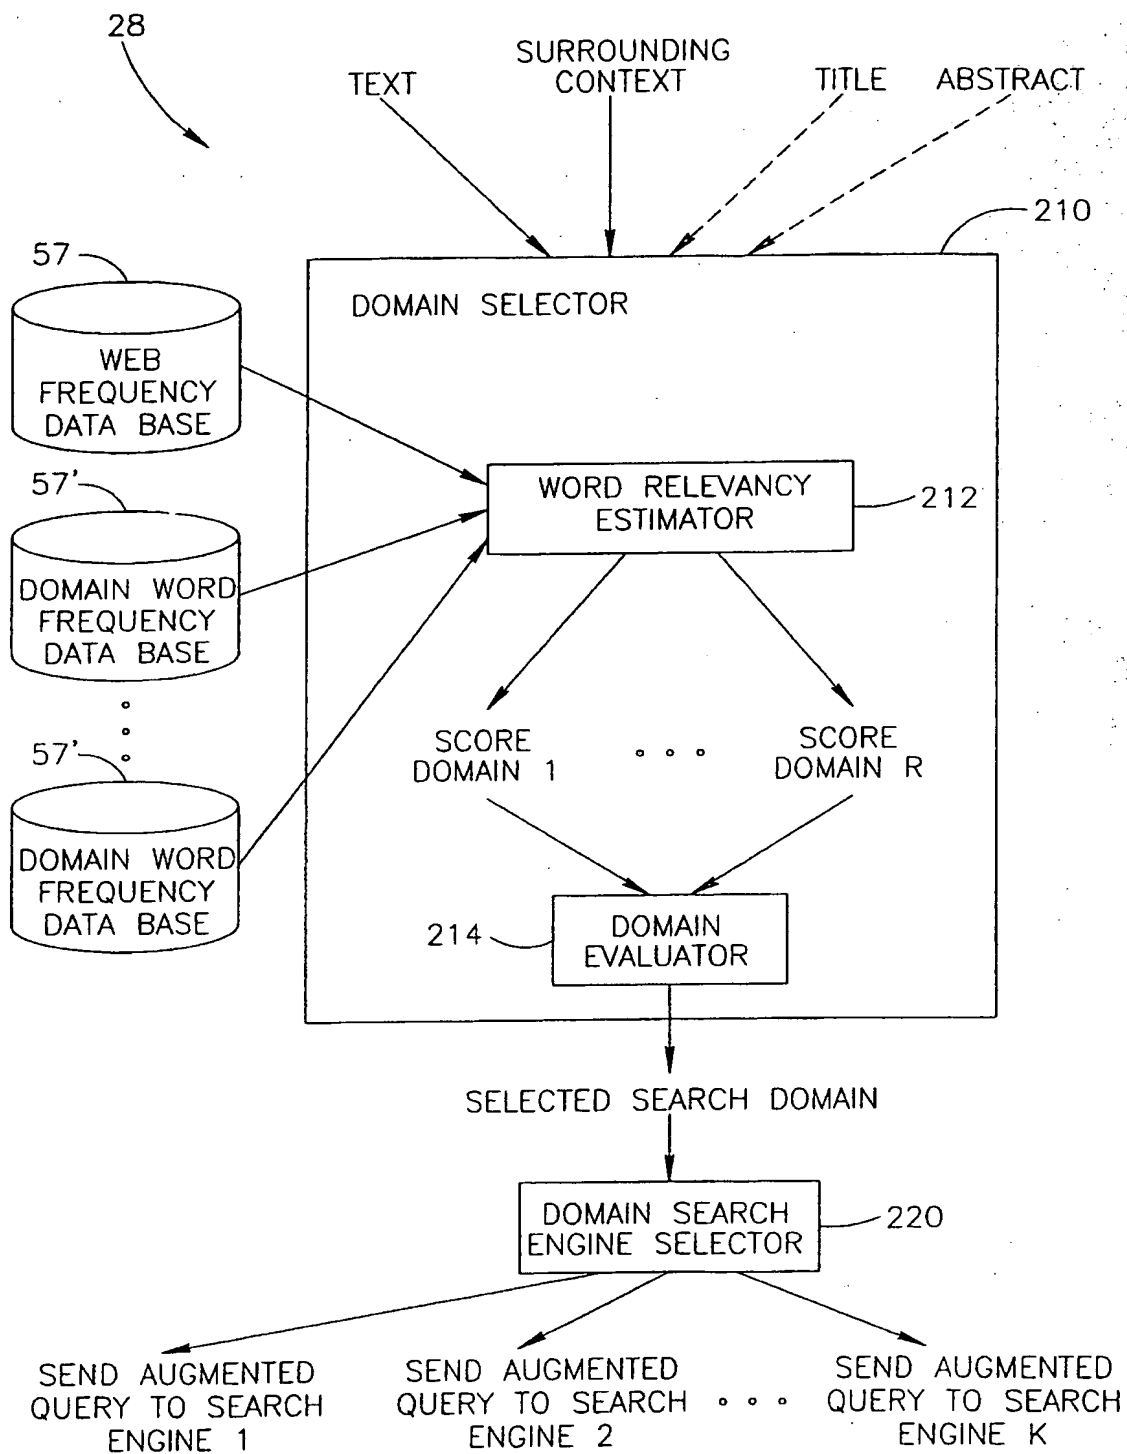 28
TEXT
SURROUNDING
CONTEXT
TITLE
ABSTRACT
210
57
DOMAIN SELECTOR
WEB
FREQUENCY
DATA BASE
57'
WORD RELEVANCY
ESTIMATOR
212
DOMAIN WORD
FREQUENCY
DATA BASE
57'
SCORE
DOMAIN 1
SCORE
DOMAIN R
DOMAIN WORD
FREQUENCY
DATA BASE
214
DOMAIN
EVALUATOR
SELECTED SEARCH DOMAIN
DOMAIN SEARCH
ENGINE SELECTOR
220
SEND AUGMENTED
QUERY TO SEARCH
ENGINE 1
SEND AUGMENTED
QUERY TO SEARCH
ENGINE 2
SEND AUGMENTED
QUERY TO SEARCH
ENGINE K